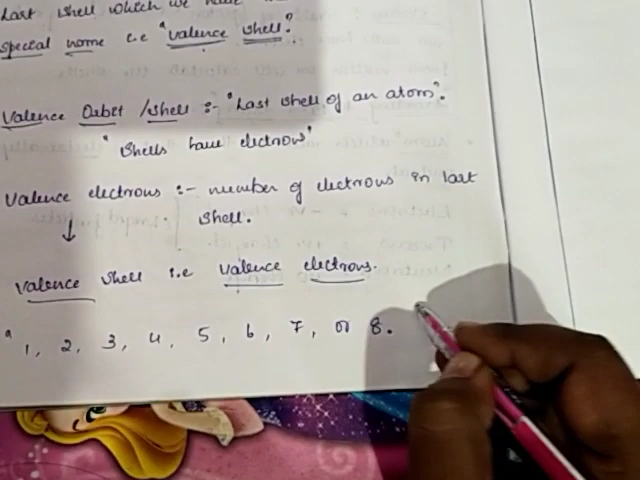 Last shell which we have
special name i.e "valence shell".
Valence Orbit / shell :- "Last shell of an atom".
"Shells have electrons"
Valence electrons :- number of electrons in last
shell.
Valence shell i.e valence electrons.
" 1, 2, 3, 4, 5, 6, 7, or 8.